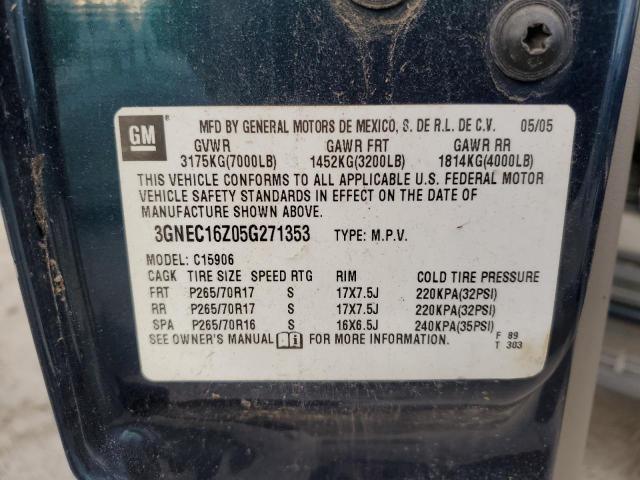 GM MFD BY GENERAL MOTORS DE MEXICO, S. DE R.L. DE C.V. 05/05
GVWR GAWR FRT GAWR RR
3175KG(7000LB) 1452KG(3200LB) 1814KG(4000LB)
THIS VEHICLE CONFORMS TO ALL APPLICABLE U.S. FEDERAL MOTOR
VEHICLE SAFETY STANDARDS IN EFFECT ON THE DATE OF
MANUFACTURE SHOWN ABOVE.
3GNEC16Z05G271353 TYPE: M.P.V.
MODEL: C15906
CAGK TIRE SIZE SPEED RTG RIM COLD TIRE PRESSURE
FRT P265/70R17 S 17X7.5J 220KPA(32PSI)
RR P265/70R17 S 17X7.5J 220KPA(32PSI)
SPA P265/70R16 S 16X6.5J 240KPA(35PSI)
SEE OWNER'S MANUAL FOR MORE INFORMATION. F 89
T 303